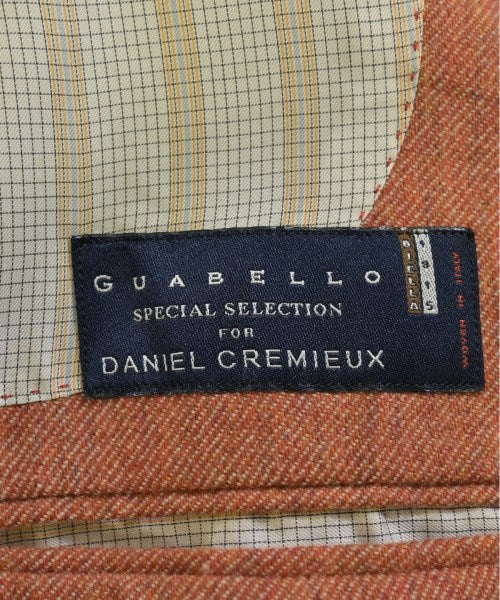 GUABELLO
SPECIAL SELECTION
FOR
DANIEL CREMIEUX
BIELLA
1815
WOVEN IN ITALY